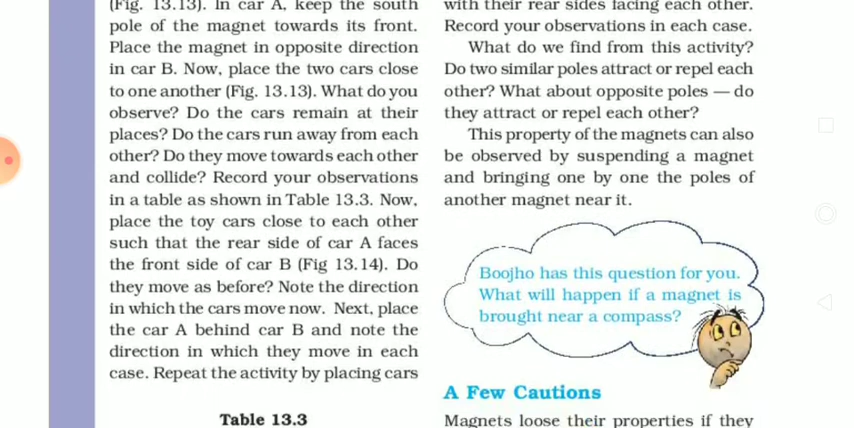 (Fig. 13.13). In car A, keep the south
pole of the magnet towards its front.
Place the magnet in opposite direction
in car B. Now, place the two cars close
to one another (Fig. 13.13). What do you
observe? Do the cars remain at their
places? Do the cars run away from each
other? Do they move towards each other
and collide? Record your observations
in a table as shown in Table 13.3. Now,
place the toy cars close to each other
such that the rear side of car A faces
the front side of car B (Fig 13.14). Do
they move as before? Note the direction
in which the cars move now. Next, place
the car A behind car B and note the
direction in which they move in each
case. Repeat the activity by placing cars
Table 13.3
with their rear sides facing each other.
Record your observations in each case.
What do we find from this activity?
Do two similar poles attract or repel each
other? What about opposite poles — do
they attract or repel each other?
This property of the magnets can also
be observed by suspending a magnet
and bringing one by one the poles of
another magnet near it.
Boojho has this question for you.
What will happen if a magnet is
brought near a compass?
A Few Cautions
Magnets loose their properties if they